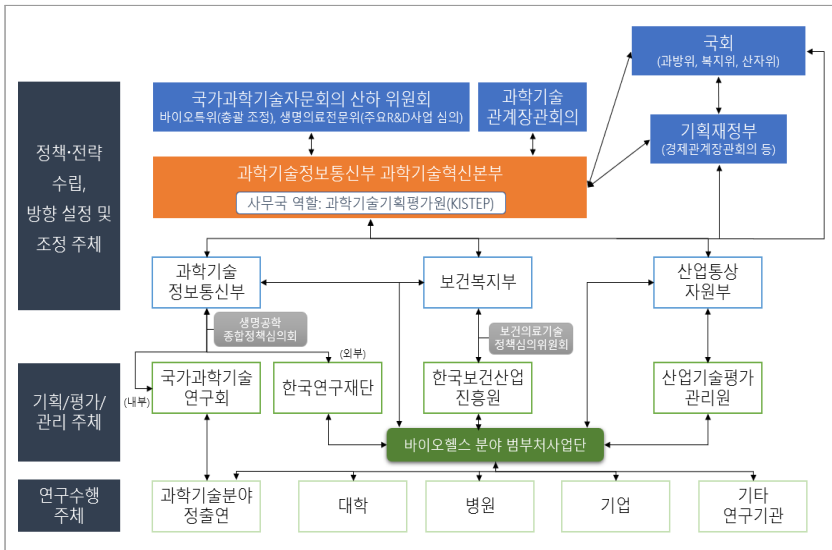 국회
(과방위, 복지위, 산자위)
국가과학기술자문회의 산하 위원회
바이오특위(총괄 조정), 생명의료전문위(주요R&D사업 심의)
과학기술
관계장관회의
기획재정부
(경제관계장관회의 등)
정책·전략
수립,
방향 설정 및
조정 주체
과학기술정보통신부 과학기술혁신본부
사무국 역할: 과학기술기획평가원(KISTEP)
과학기술
정보통신부
보건복지부
산업통상
자원부
생명공학
종합정책심의회
보건의료기술
정책심의위원회
(외부)
(내부)
기획/평가/
관리 주체
국가과학기술
연구회
한국연구재단
한국보건산업
진흥원
산업기술평가
관리원
바이오헬스 분야 범부처사업단
연구수행
주체
과학기술분야
정출연
대학
병원
기업
기타
연구기관